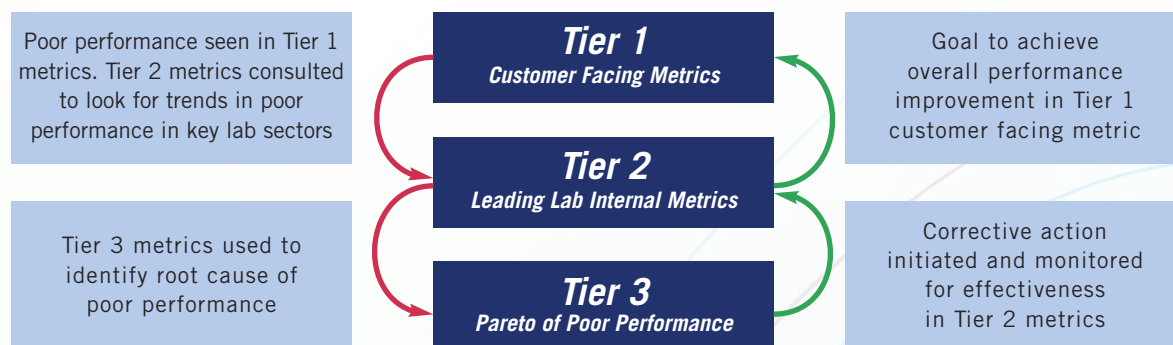 Poor performance seen in Tier 1
metrics. Tier 2 metrics consulted
to look for trends in poor
performance in key lab sectors
Tier 1
Customer Facing Metrics
Goal to achieve
overall performance
improvement in Tier 1
customer facing metric
Tier 2
Leading Lab Internal Metrics
Tier 3 metrics used to
identify root cause of
poor performance
Tier 3
Pareto of Poor Performance
Corrective action
initiated and monitored
for effectiveness
in Tier 2 metrics